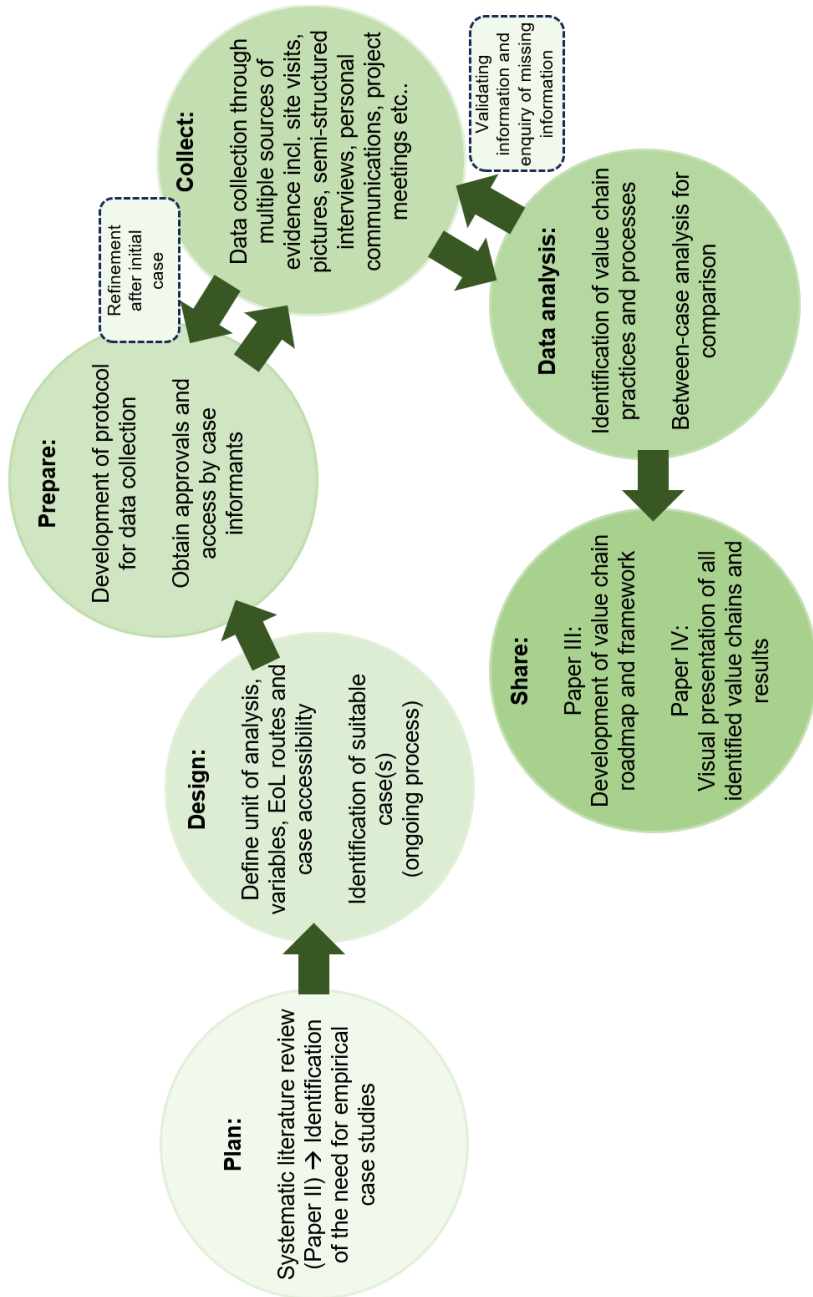 Plan:
Systematic literature review
(Paper II) → Identification
of the need for empirical
case studies
Design:
Define unit of analysis,
variables, EoL routes and
case accessibility
Identification of suitable
case(s)
(ongoing process)
Prepare:
Development of protocol
for data collection
Obtain approvals and
access by case
informants
Refinement
after initial
case
Collect:
Data collection through
multiple sources of
evidence incl. site visits,
pictures, semi-structured
interviews, personal
communications, project
meetings etc..
Validating
information and
enquiry of missing
information
Data analysis:
Identification of value chain
practices and processes
Between-case analysis for
comparison
Share:
Paper III:
Development of value chain
roadmap and framework
Paper IV:
Visual presentation of all
identified value chains and
results